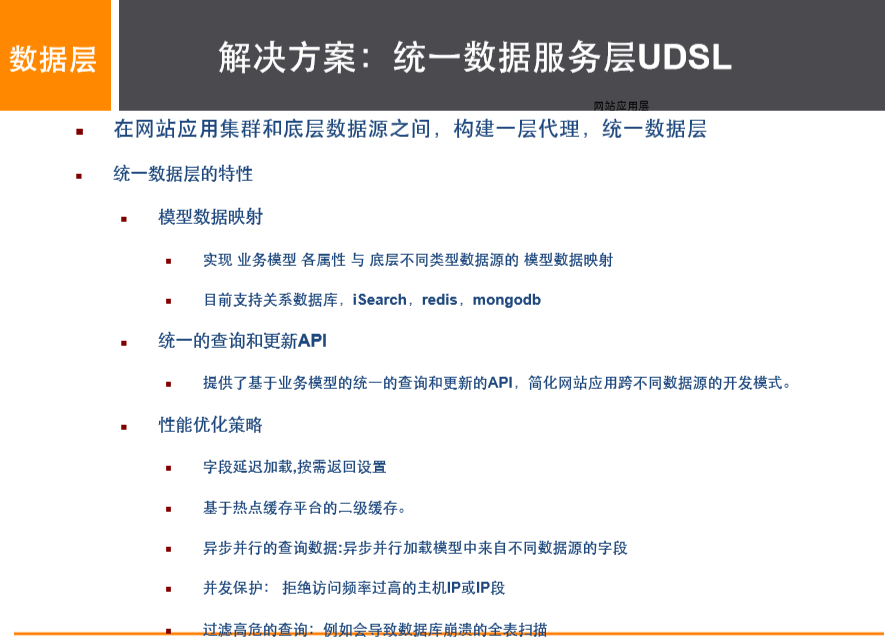 数据层
解决方案：统一数据服务层UDSL
网站应用层
在网站应用集群和底层数据源之间，构建一层代理，统一数据层
统一数据层的特性
模型数据映射
实现 业务模型 各属性 与 底层不同类型数据源的 模型数据映射
目前支持关系数据库，iSearch，redis，mongodb
统一的查询和更新API
提供了基于业务模型的统一的查询和更新的API，简化网站应用跨不同数据源的开发模式。
性能优化策略
字段延迟加载,按需返回设置
基于热点缓存平台的二级缓存。
异步并行的查询数据:异步并行加载模型中来自不同数据源的字段
并发保护： 拒绝访问频率过高的主机IP或IP段
过滤高危的查询：例如会导致数据库崩溃的全表扫描